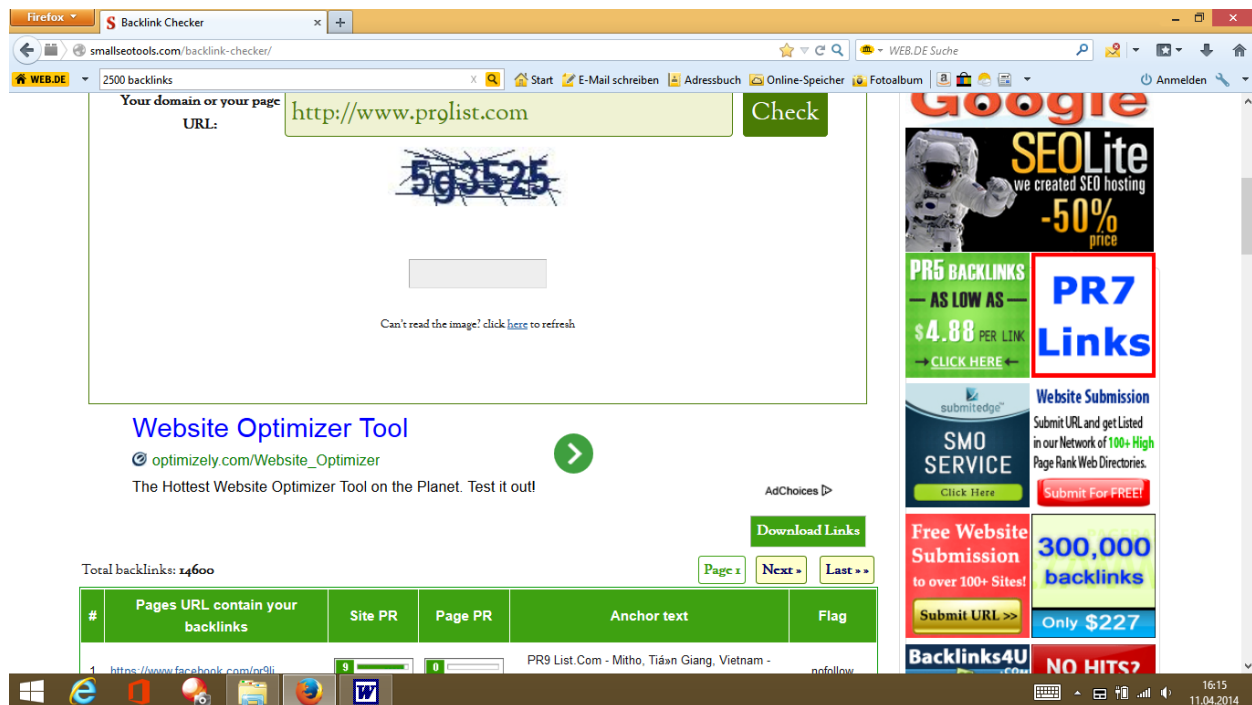 Firefox
S Backlink Checker
smallseotools.com/backlink-checker/
WEB.DE Suche
WEB.DE
2500 backlinks
Start
E-Mail schreiben
Adressbuch
Online-Speicher
Fotoalbum
Anmelden
Your domain or your page
URL:
http://www.pr9list.com
Check
5g3525
Can't read the image? click here to refresh
Website Optimizer Tool
optimizely.com/Website_Optimizer
The Hottest Website Optimizer Tool on the Planet. Test it out!
AdChoices
Download Links
Total backlinks: 14600
Page 1
Next »
Last » »
#
Pages URL contain your
backlinks
Site PR
Page PR
Anchor text
Flag
1
https://www.facebook.com/pr9li
9
0
PR9 List.Com - Mitho, Tiá»n Giang, Vietnam -
nofollow
Google
SEOLite
we created SEO hosting
-50%
price
PR5 BACKLINKS
— AS LOW AS —
$4.88 PER LINK
→CLICK HERE←
PR7
Links
submitedge
SMO
SERVICE
Click Here
Website Submission
Submit URL and get Listed
in our Network of 100+ High
Page Rank Web Directories.
Submit For FREE!
Free Website
Submission
to over 100+ Sites!
Submit URL >>
300,000
backlinks
Only $227
Backlinks4U
.COM
NO HITS?
16:15
11.04.2014